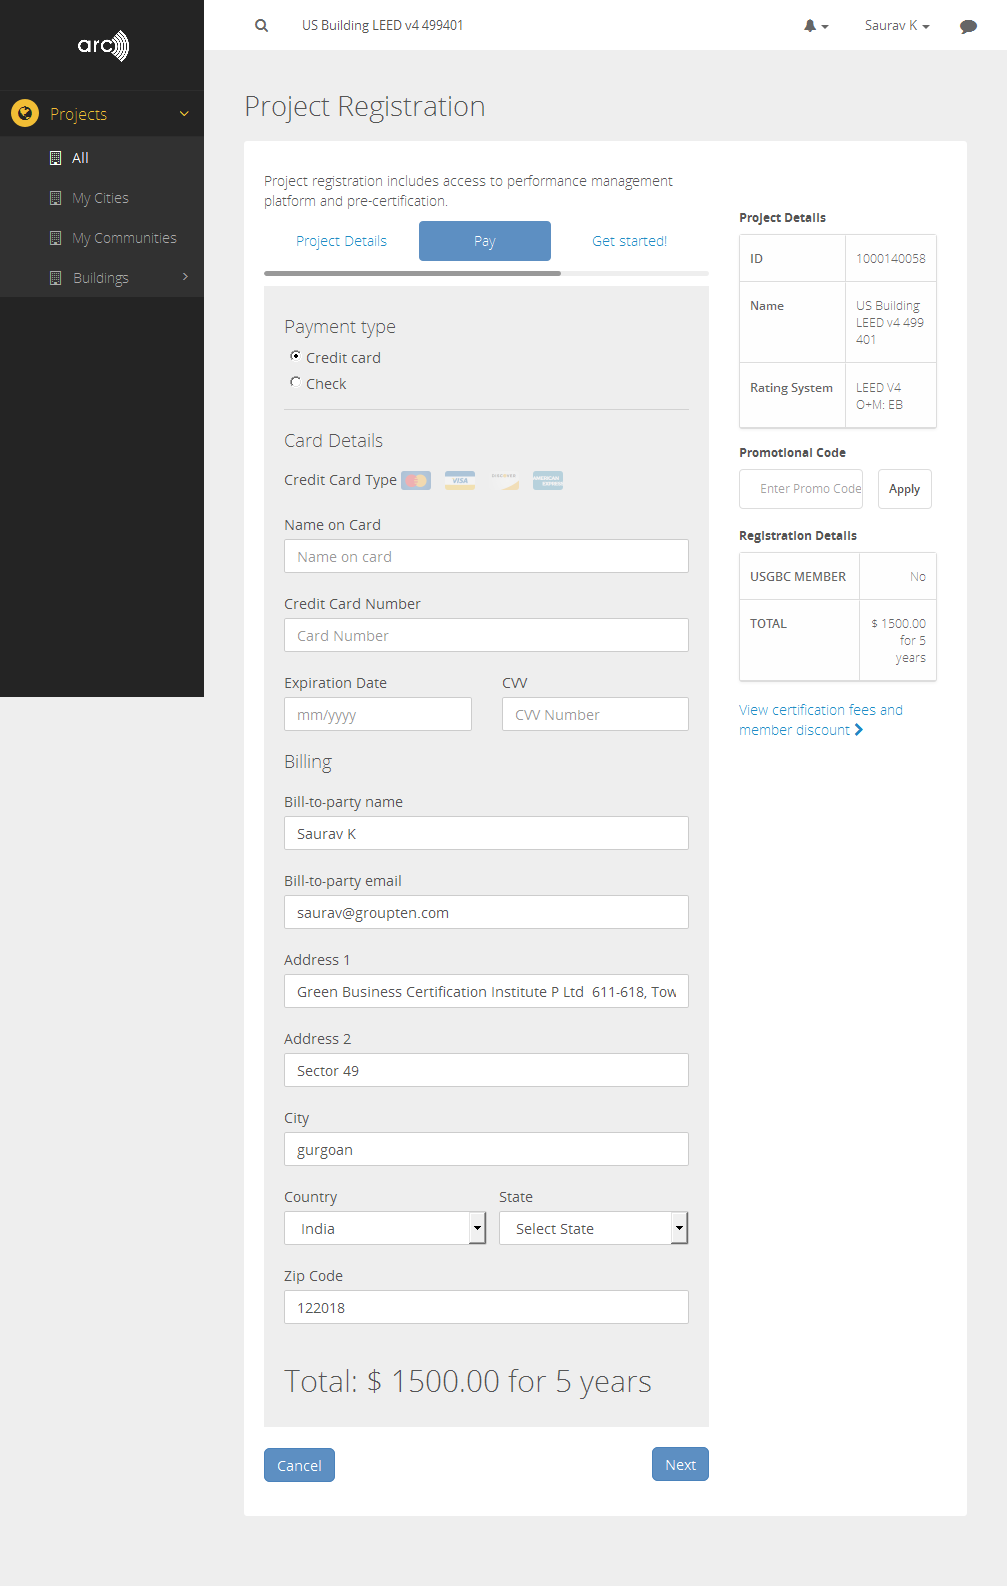 arc
US Building LEED v4 499401
Saurav K
Projects
All
My Cities
My Communities
Buildings
Project Registration
Project registration includes access to performance management
platform and pre-certification.
Project Details
Pay
Get started!
Payment type
Credit card
Check
Card Details
Credit Card Type
VISA
DISCOVER
AMERICAN
EXPRESS
Name on Card
Name on card
Credit Card Number
Card Number
Expiration Date
CVV
mm/yyyy
CVV Number
Billing
Bill-to-party name
Saurav K
Bill-to-party email
saurav@groupten.com
Address 1
Green Business Certification Institute P Ltd  611-618, Tow
Address 2
Sector 49
City
gurgoan
Country
State
India
Select State
Zip Code
122018
Total: $ 1500.00 for 5 years
Cancel
Next
Project Details
ID
1000140058
Name
US Building
LEED v4 499
401
Rating System
LEED V4
O+M: EB
Promotional Code
Enter Promo Code
Apply
Registration Details
USGBC MEMBER
No
TOTAL
$ 1500.00
for 5
years
View certification fees and
member discount